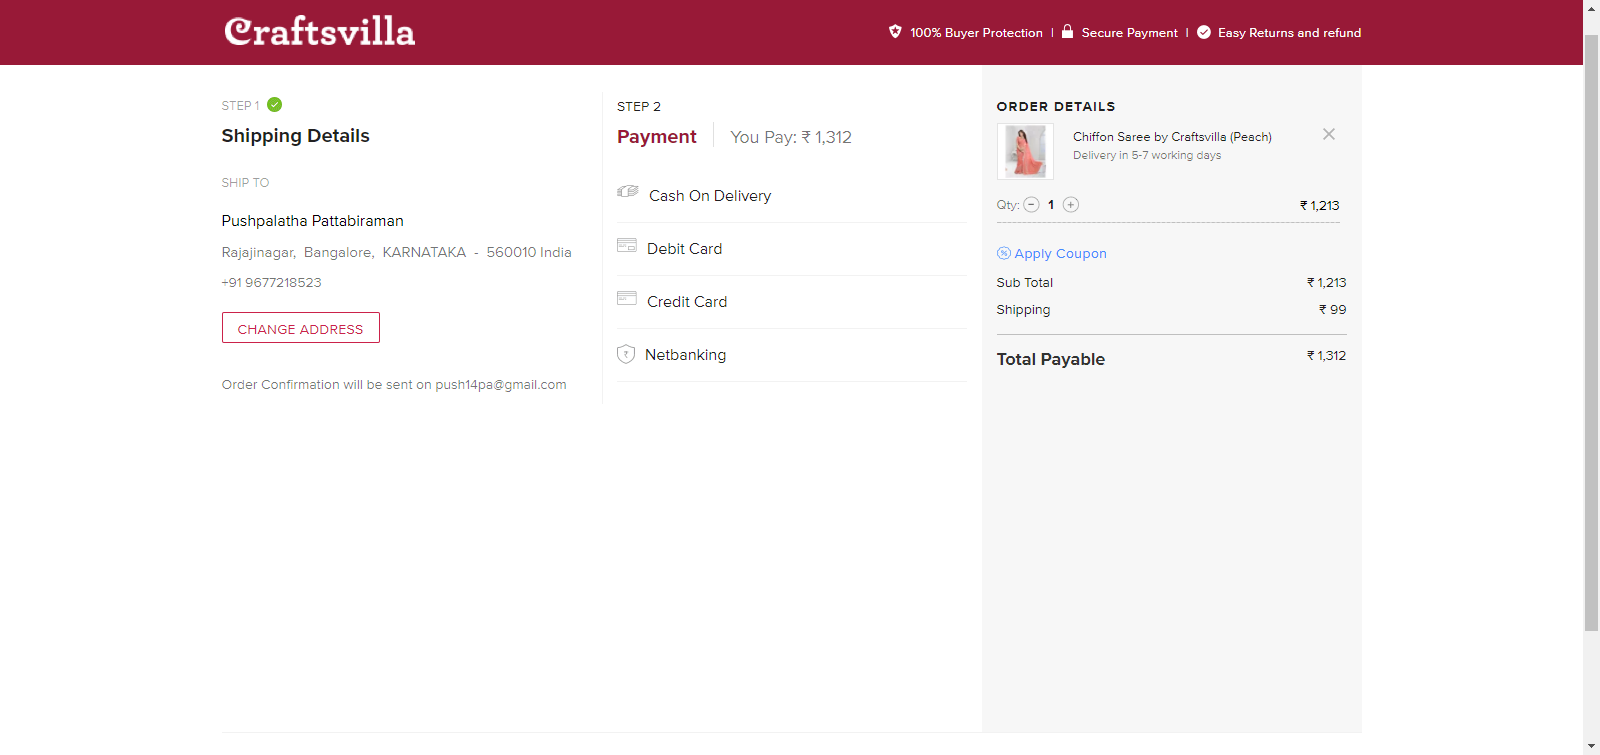 Craftsvilla
100% Buyer Protection | Secure Payment | Easy Returns and refund
STEP 1
Shipping Details
SHIP TO
Pushpalatha Pattabiraman
Rajajinagar, Bangalore, KARNATAKA - 560010 India
+91 9677218523
CHANGE ADDRESS
Order Confirmation will be sent on push14pa@gmail.com
STEP 2
Payment
You Pay: ₹ 1,312
Cash On Delivery
Debit Card
Credit Card
Netbanking
ORDER DETAILS
Chiffon Saree by Craftsvilla (Peach)
Delivery in 5-7 working days
Qty: 1 ₹ 1,213
Apply Coupon
Sub Total ₹ 1,213
Shipping ₹ 99
Total Payable ₹ 1,312